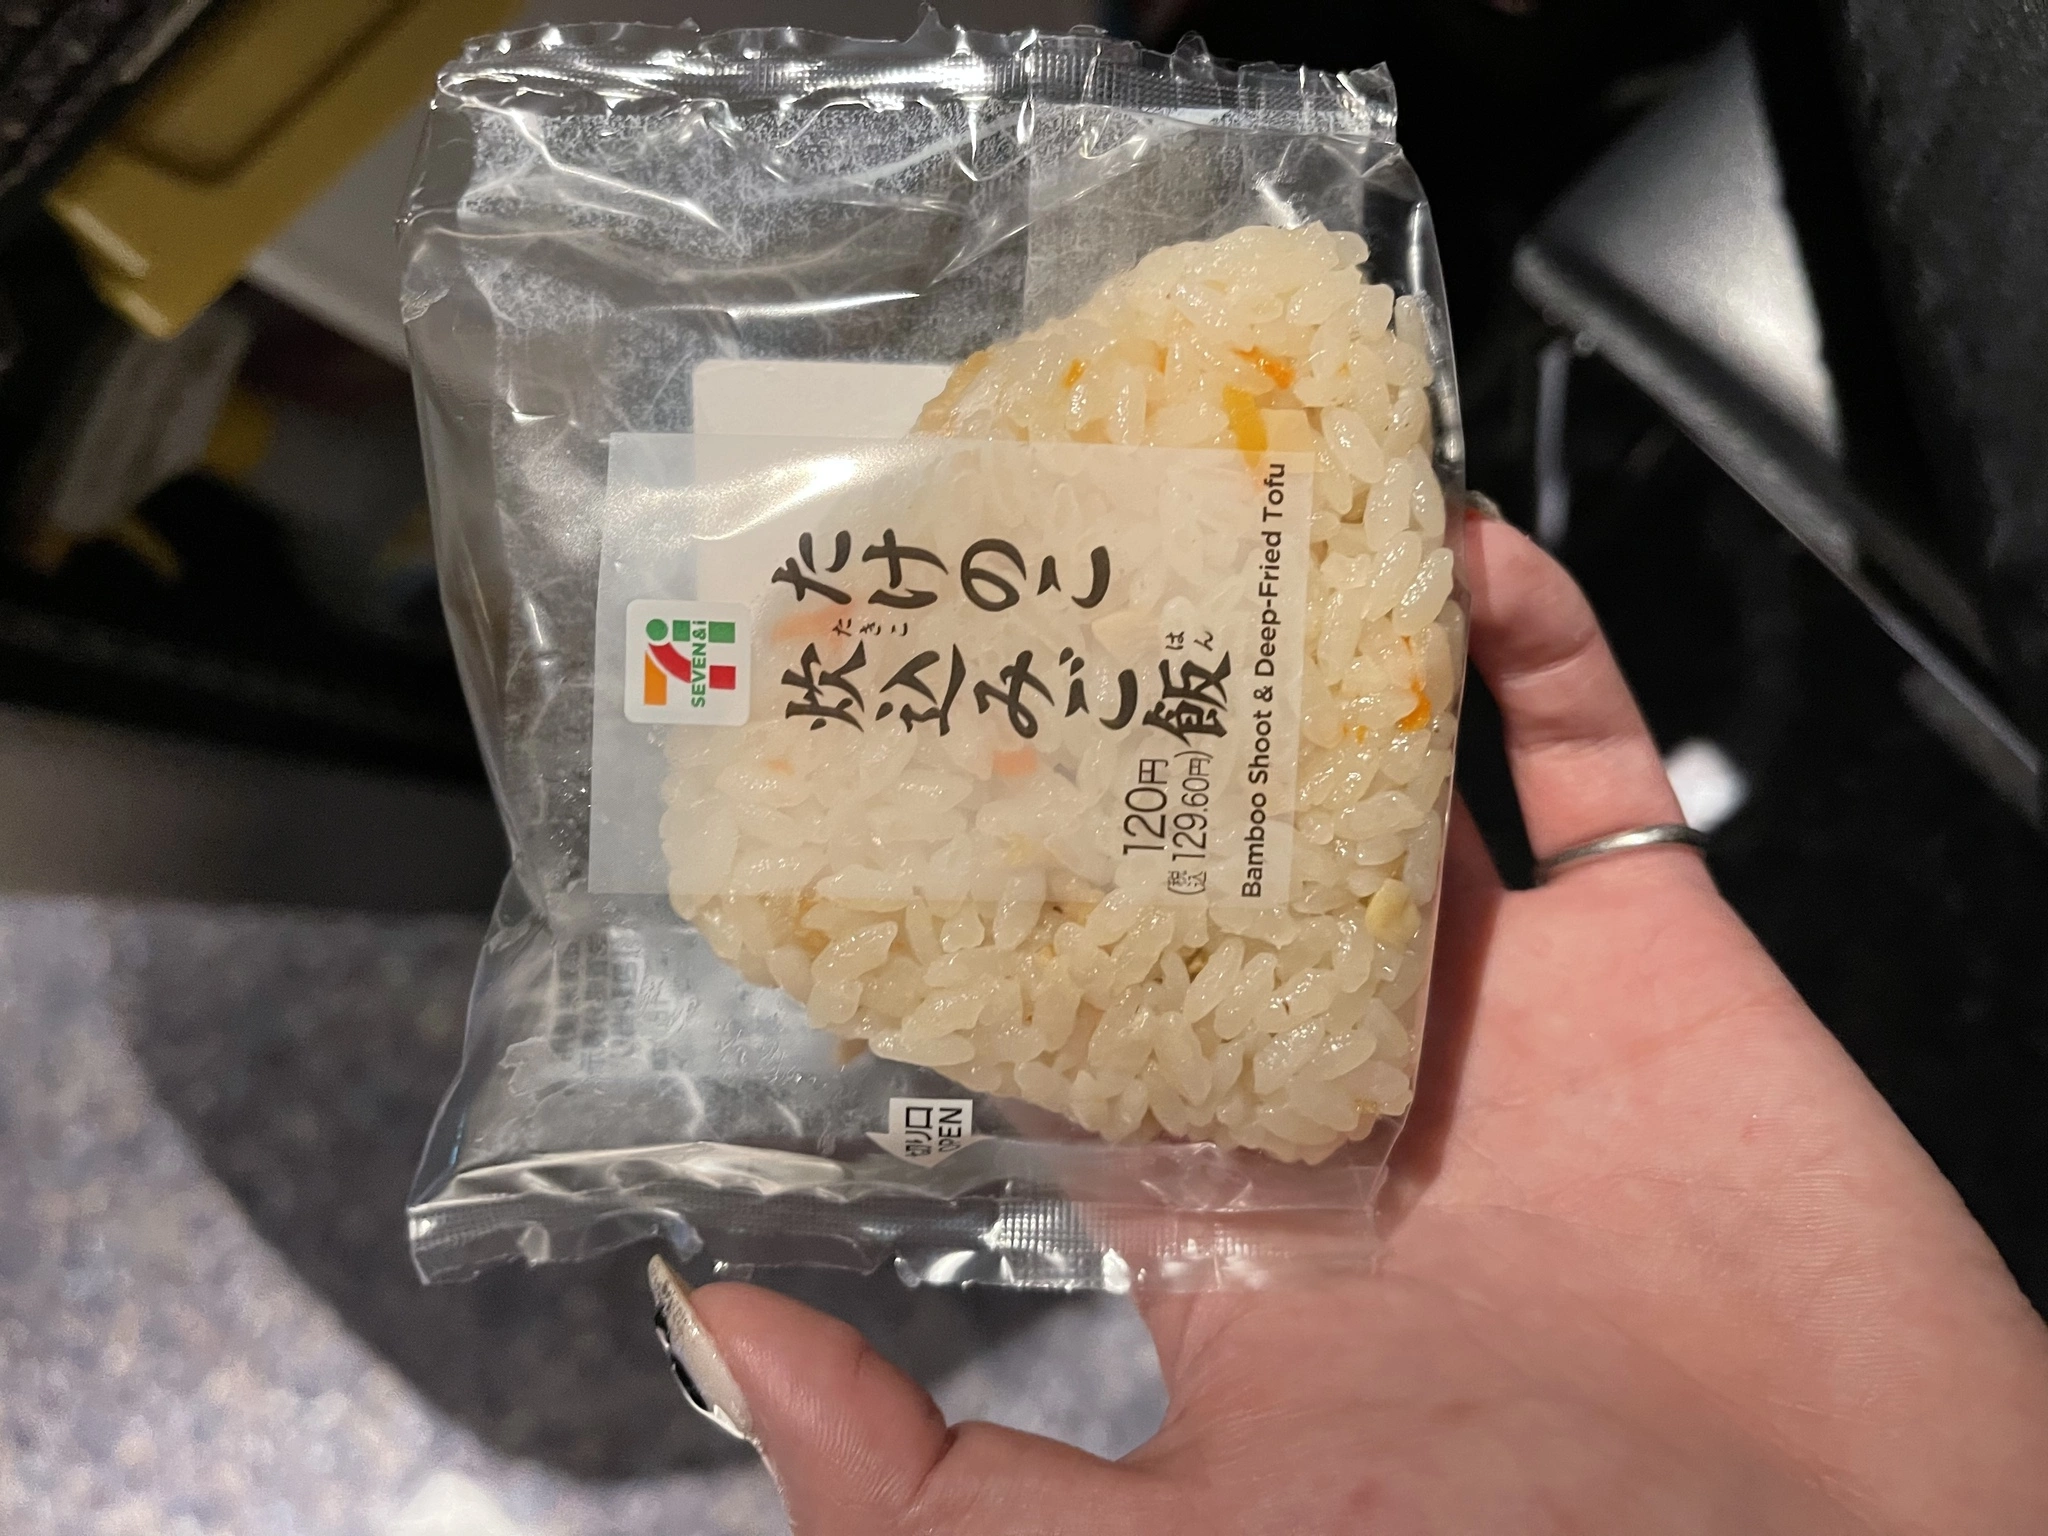 SEVEN&i
たけのこ
炊込みご飯
たきこ
はん
120円
(税込129.60円)
Bamboo Shoot & Deep-Fried Tofu
切り口
OPEN